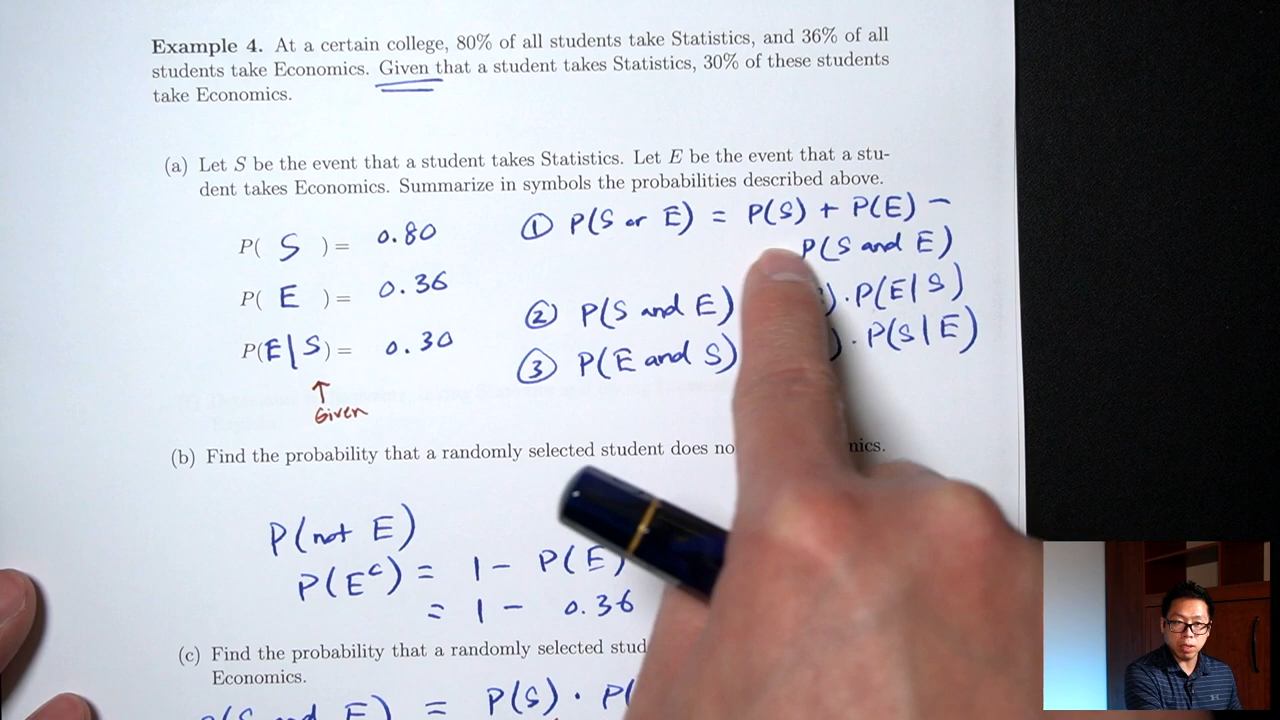 Example 4. At a certain college, 80% of all students take Statistics, and 36% of all
students take Economics. Given that a student takes Statistics, 30% of these students
take Economics.
(a) Let S be the event that a student takes Statistics. Let E be the event that a stu-
dent takes Economics. Summarize in symbols the probabilities described above.
P( S ) = 0.80
P( E ) = 0.36
P(E|S) = 0.30
↑
Given
① P(S or E) = P(S) + P(E) -
P(S and E)
② P(S and E) ).P(E|S)
③ P(E and S) ).P(S|E)
(b) Find the probability that a randomly selected student does
P(not E)
P(Eᶜ) = 1 - P(E)
= 1 - 0.36
(c) Find the probability that a randomly selected
Economics.
E) = P(S) · P(